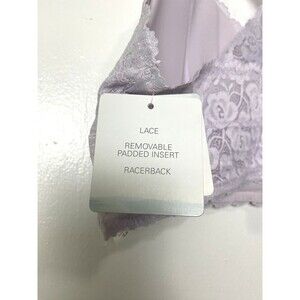 LACE
REMOVABLE
PADDED INSERT
RACERBACK